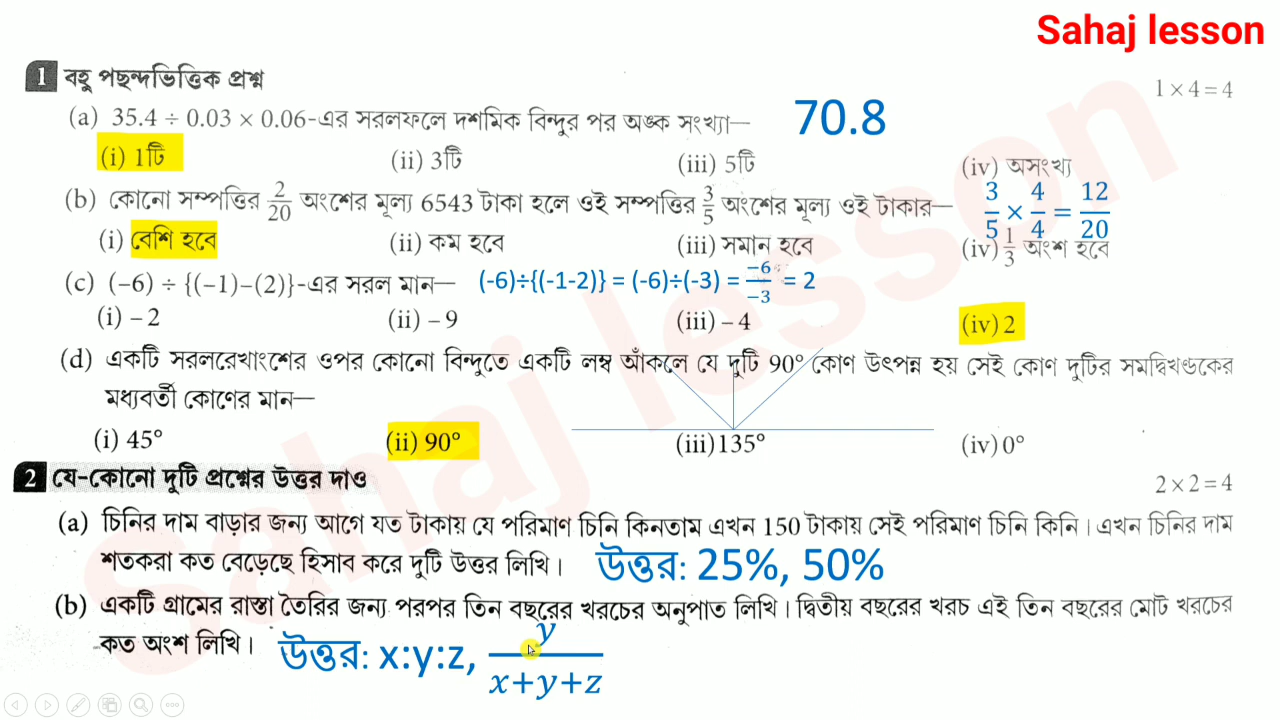 Sahaj lesson
1 বহু পছন্দভিত্তিক প্রশ্ন 1 × 4 = 4
(a) 35.4 ÷ 0.03 × 0.06-এর সরলফলে দশমিক বিন্দুর পর অঙ্ক সংখ্যা— 70.8
(i) 1টি (ii) 3টি (iii) 5টি (iv) অসংখ্য
(b) কোনো সম্পত্তির 2/20 অংশের মূল্য 6543 টাকা হলে ওই সম্পত্তির 3/5 অংশের মূল্য ওই টাকার— 3/5 × 4/4 = 12/20
(i) বেশি হবে (ii) কম হবে (iii) সমান হবে (iv) 1/3 অংশ হবে
(c) (−6) ÷ {(−1)−(2)}-এর সরল মান— (-6)÷{(-1-2)} = (-6)÷(-3) = −6/−3 = 2
(i) − 2 (ii) − 9 (iii) − 4 (iv) 2
(d) একটি সরলরেখাংশের ওপর কোনো বিন্দুতে একটি লম্ব আঁকলে যে দুটি 90° কোণ উৎপন্ন হয় সেই কোণ দুটির সমদ্বিখণ্ডকের
মধ্যবর্তী কোণের মান—
(i) 45° (ii) 90° (iii) 135° (iv) 0°
2 যে-কোনো দুটি প্রশ্নের উত্তর দাও 2 × 2 = 4
(a) চিনির দাম বাড়ার জন্য আগে যত টাকায় যে পরিমাণ চিনি কিনতাম এখন 150 টাকায় সেই পরিমাণ চিনি কিনি। এখন চিনির দাম
শতকরা কত বেড়েছে হিসাব করে দুটি উত্তর লিখি। উত্তর: 25%, 50%
(b) একটি গ্রামের রাস্তা তৈরির জন্য পরপর তিন বছরের খরচের অনুপাত লিখি। দ্বিতীয় বছরের খরচ এই তিন বছরের মোট খরচের
কত অংশ লিখি। উত্তর: x:y:z, y/x+y+z
Sahaj lesson